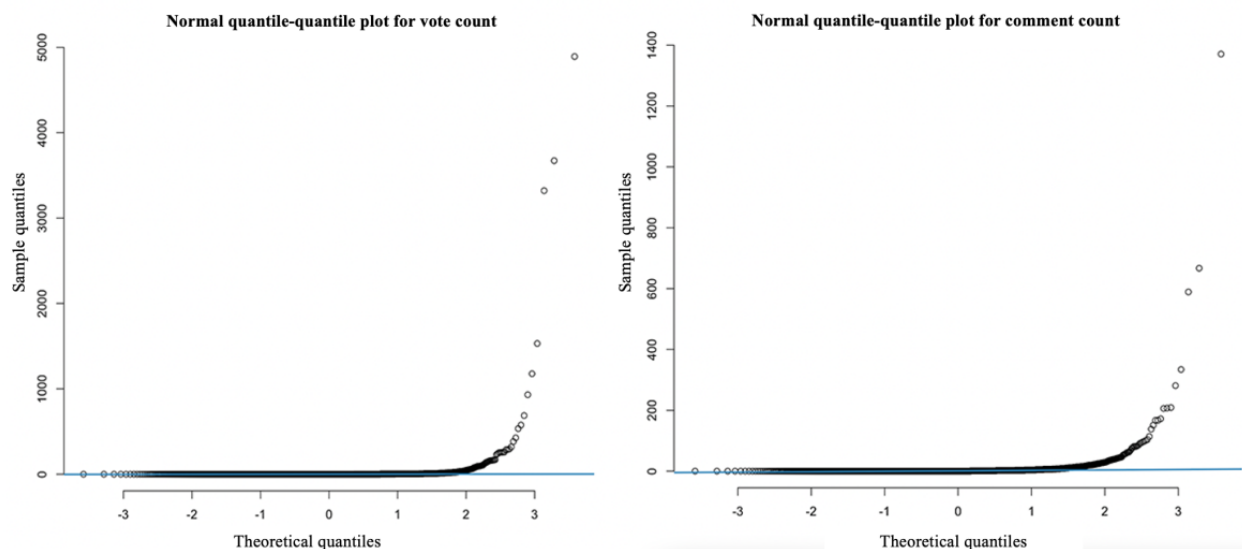 Normal quantile-quantile plot for vote count
5000
4000
3000
2000
1000
0
Sample quantiles
-3 -2 -1 0 1 2 3
Theoretical quantiles
Normal quantile-quantile plot for comment count
1400
1200
1000
800
600
400
200
0
Sample quantiles
-3 -2 -1 0 1 2 3
Theoretical quantiles